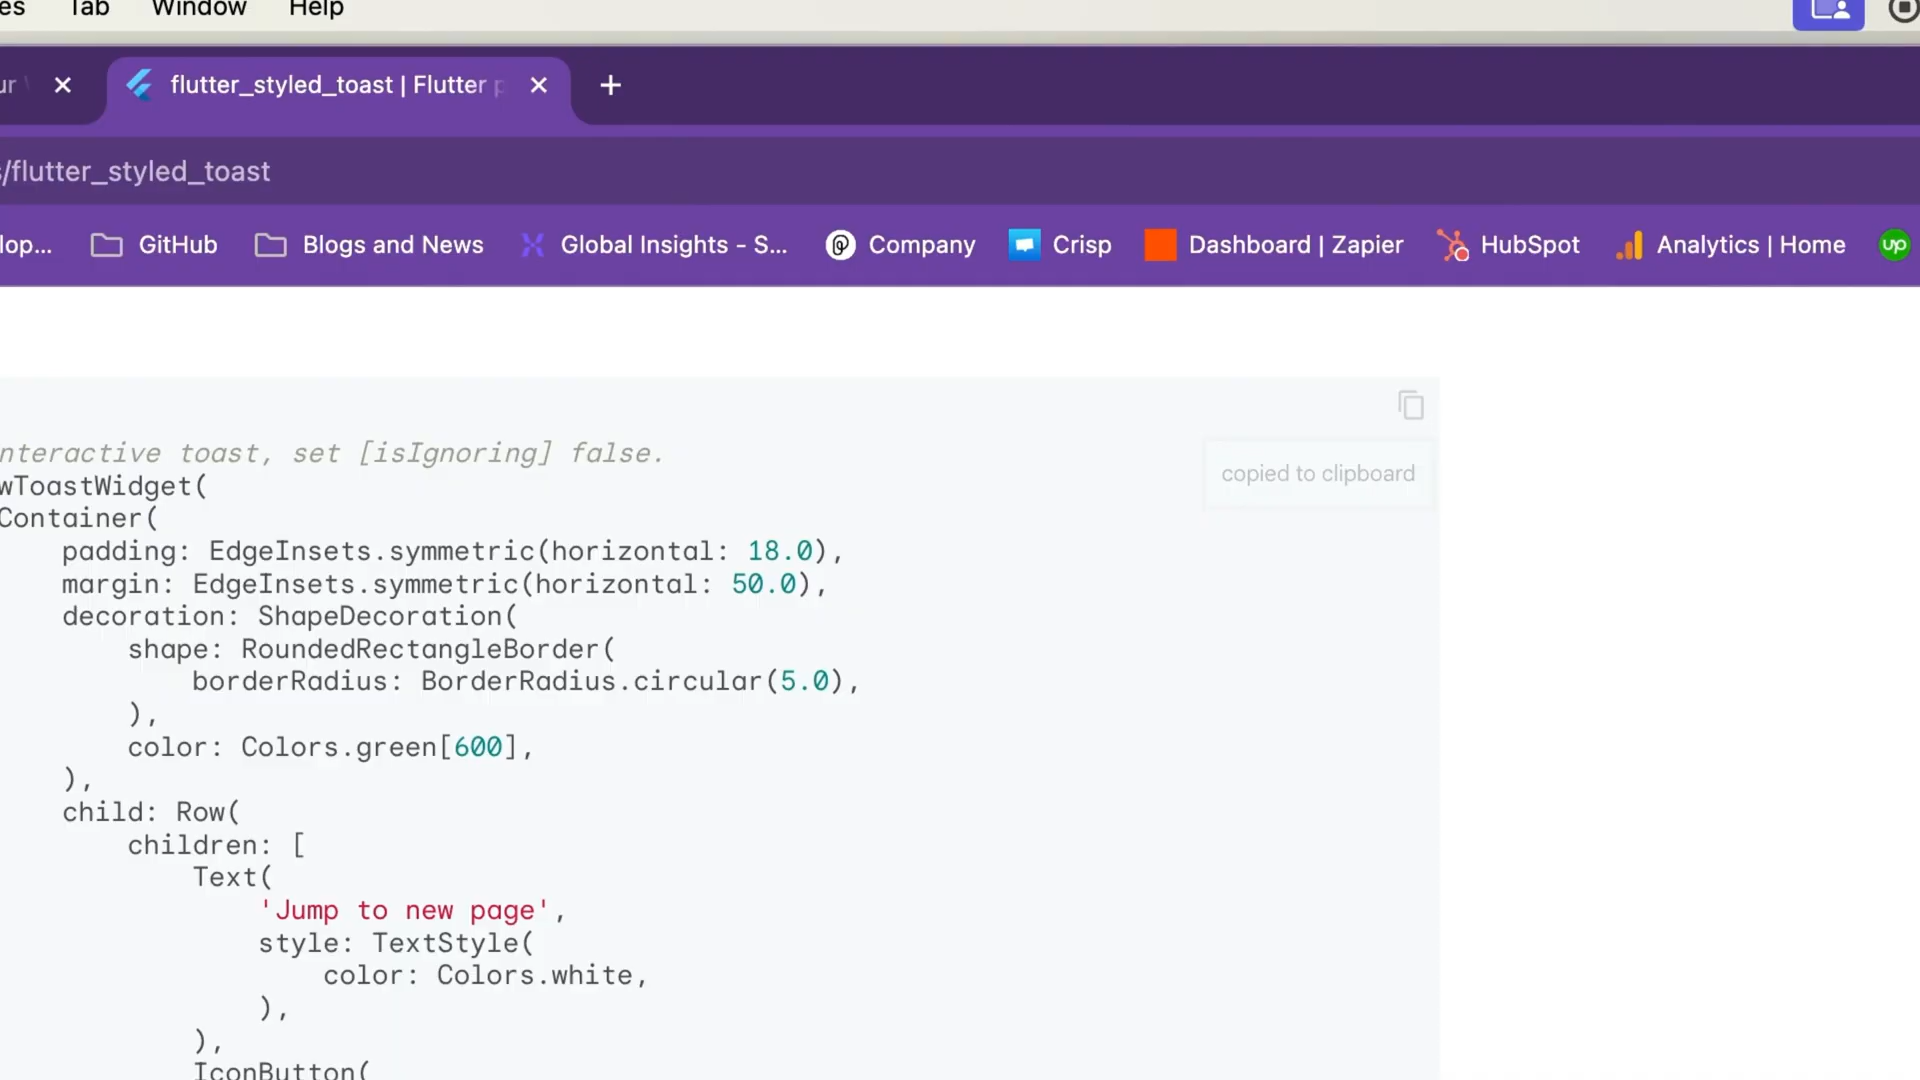 es Tab Window Help
ur flutter_styled_toast | Flutter p
s/flutter_styled_toast
lop... GitHub Blogs and News Global Insights - S... Company Crisp Dashboard | Zapier HubSpot Analytics | Home up
nteractive toast, set [isIgnoring] false.
copied to clipboard
wToastWidget(
Container(
padding: EdgeInsets.symmetric(horizontal: 18.0),
margin: EdgeInsets.symmetric(horizontal: 50.0),
decoration: ShapeDecoration(
shape: RoundedRectangleBorder(
borderRadius: BorderRadius.circular(5.0),
),
color: Colors.green[600],
),
child: Row(
children: [
Text(
'Jump to new page',
style: TextStyle(
color: Colors.white,
),
),
IconButton(